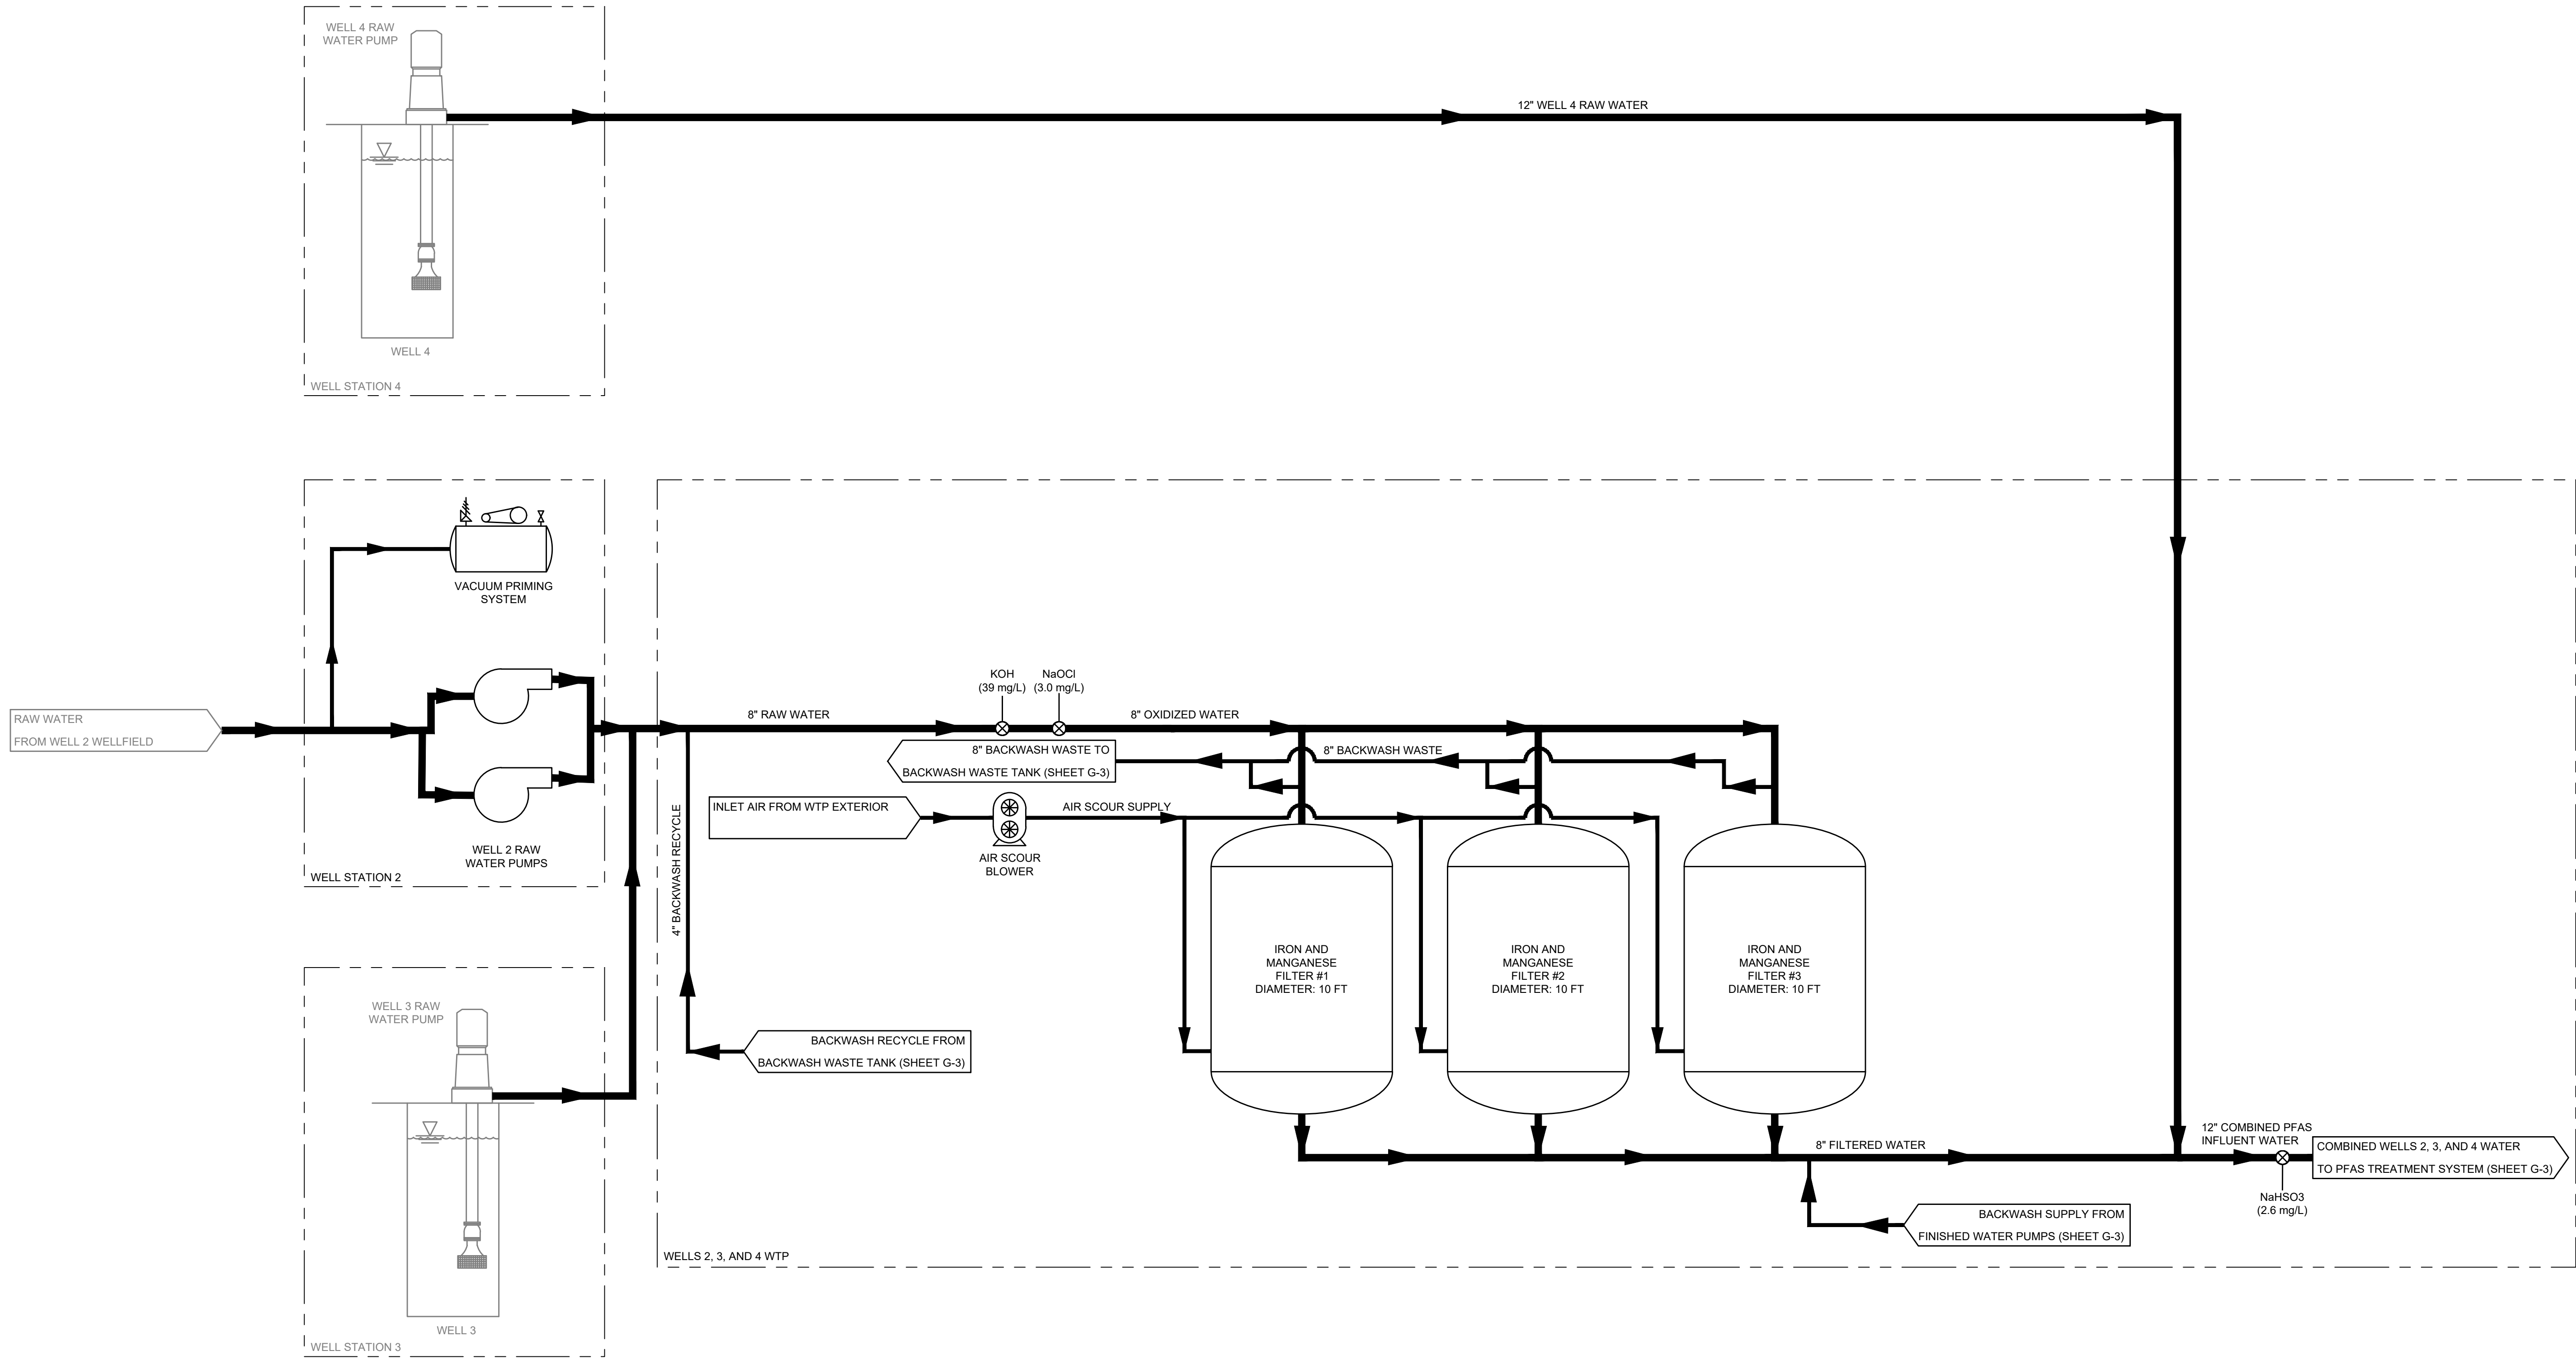 WELL 4 RAW
WATER PUMP
12" WELL 4 RAW WATER
WELL 4
WELL STATION 4
VACUUM PRIMING
SYSTEM
RAW WATER
FROM WELL 2 WELLFIELD
WELL 2 RAW
WATER PUMPS
WELL STATION 2
8" RAW WATER
KOH
(39 mg/L)
NaOCl
(3.0 mg/L)
8" OXIDIZED WATER
8" BACKWASH WASTE TO
BACKWASH WASTE TANK (SHEET G-3)
8" BACKWASH WASTE
INLET AIR FROM WTP EXTERIOR
AIR SCOUR SUPPLY
AIR SCOUR
BLOWER
4" BACKWASH RECYCLE
IRON AND
MANGANESE
FILTER #1
DIAMETER: 10 FT
IRON AND
MANGANESE
FILTER #2
DIAMETER: 10 FT
IRON AND
MANGANESE
FILTER #3
DIAMETER: 10 FT
BACKWASH RECYCLE FROM
BACKWASH WASTE TANK (SHEET G-3)
WELL 3 RAW
WATER PUMP
WELL 3
WELL STATION 3
8" FILTERED WATER
12" COMBINED PFAS
INFLUENT WATER
COMBINED WELLS 2, 3, AND 4 WATER
TO PFAS TREATMENT SYSTEM (SHEET G-3)
NaHSO3
(2.6 mg/L)
BACKWASH SUPPLY FROM
FINISHED WATER PUMPS (SHEET G-3)
WELLS 2, 3, AND 4 WTP